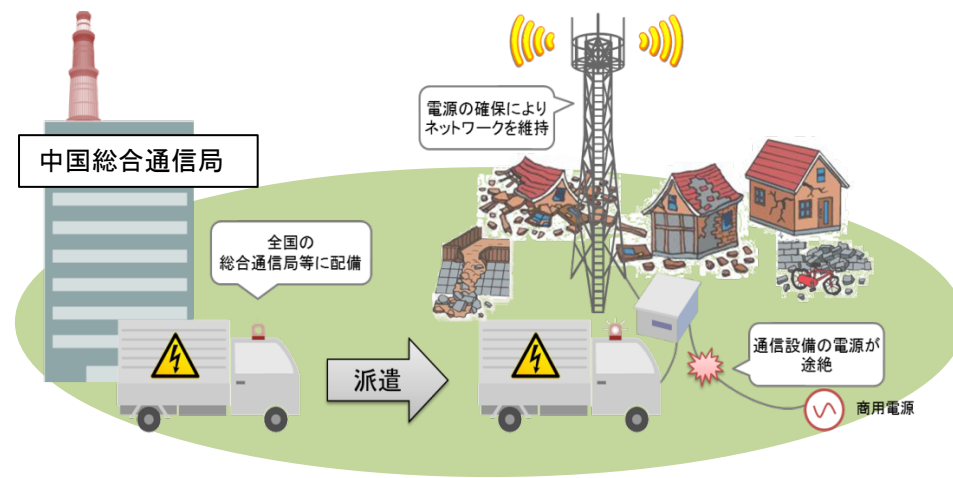 電源の確保により
ネットワークを維持
中国総合通信局
全国の
総合通信局等に配備
派遣
通信設備の電源が
途絶
商用電源